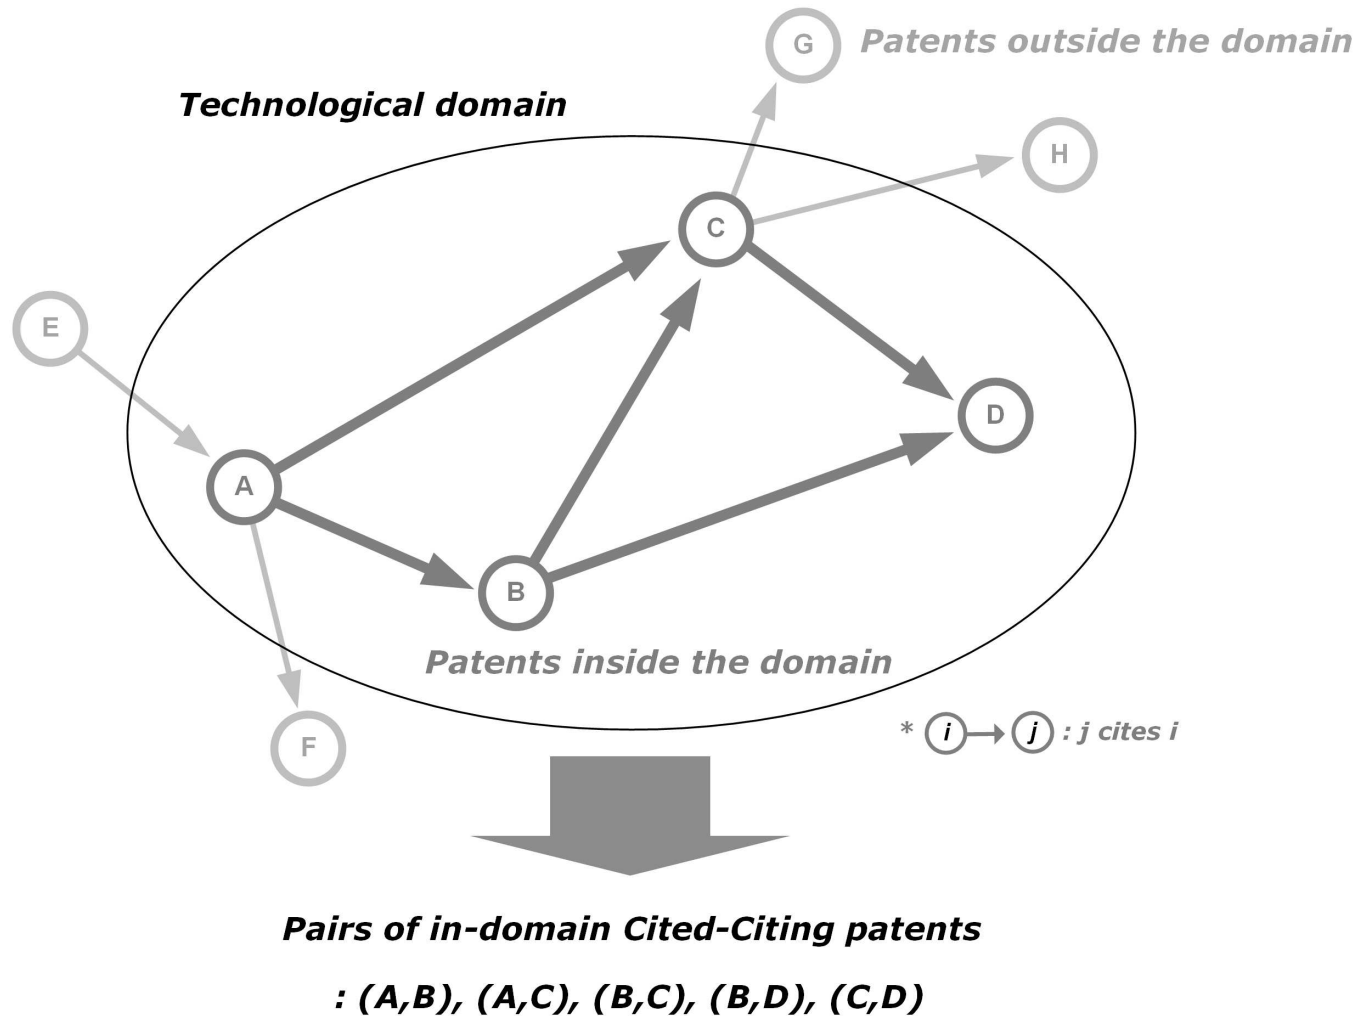 G
Patents outside the domain
Technological domain
H
C
E
D
A
B
Patents inside the domain
F
* i j : j cites i
Pairs of in-domain Cited-Citing patents
: (A,B), (A,C), (B,C), (B,D), (C,D)